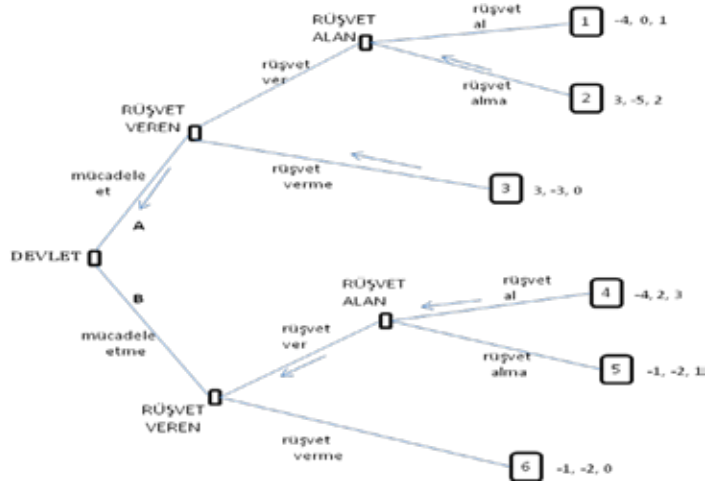 RÜŞVET
ALAN
rüşvet
al
1
-4, 0, 1
rüşvet
ver
rüşvet
alma
2
3, -5, 2
RÜŞVET
VEREN
rüşvet
verme
3
3, -3, 0
mücadele
et
A
DEVLET
B
mücadele
etme
RÜŞVET
ALAN
rüşvet
al
4
-4, 2, 3
rüşvet
ver
rüşvet
alma
5
-1, -2, 1
RÜŞVET
VEREN
rüşvet
verme
6
-1, -2, 0